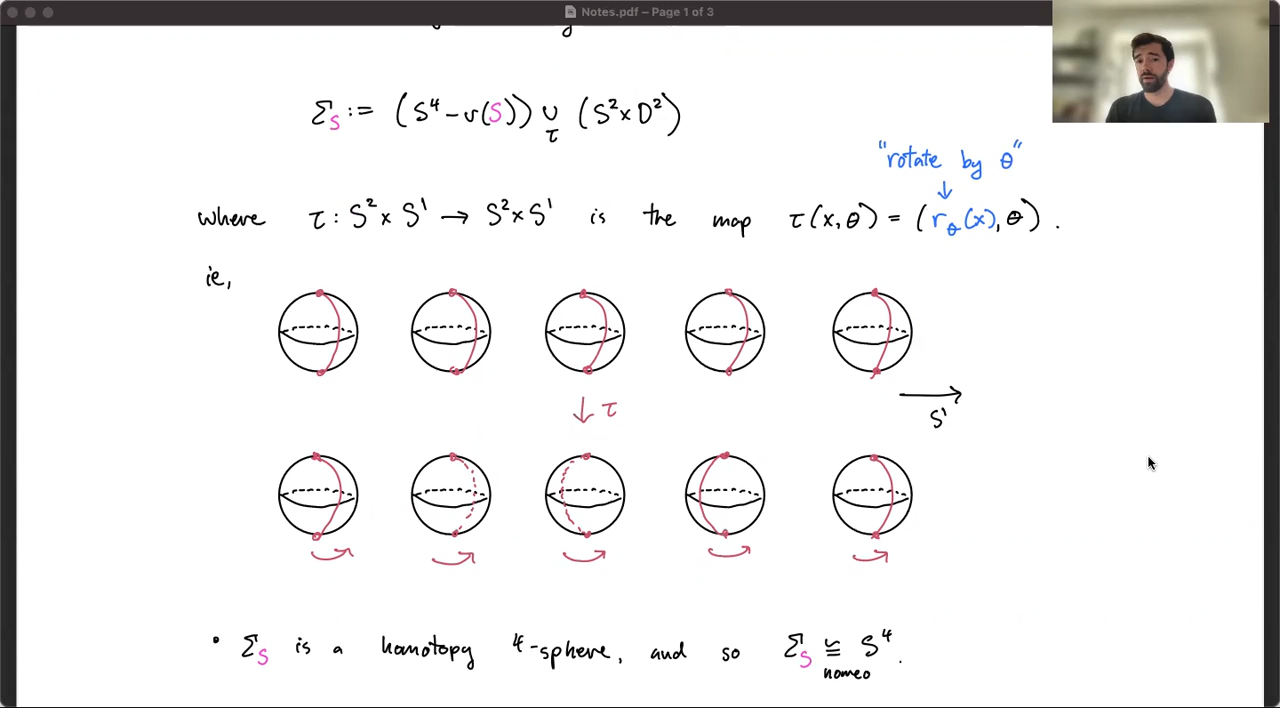 Notes.pdf – Page 1 of 3
Σ_S := (S⁴ – ν(S)) ∪_τ (S² × D²)
"rotate by θ"
where τ : S² × S¹ → S² × S¹ is the map τ(x,θ) = (r_θ(x), θ).
ie,
↓ τ
S¹
• Σ_S is a homotopy 4-sphere, and so Σ_S ≅ S⁴.
homeo